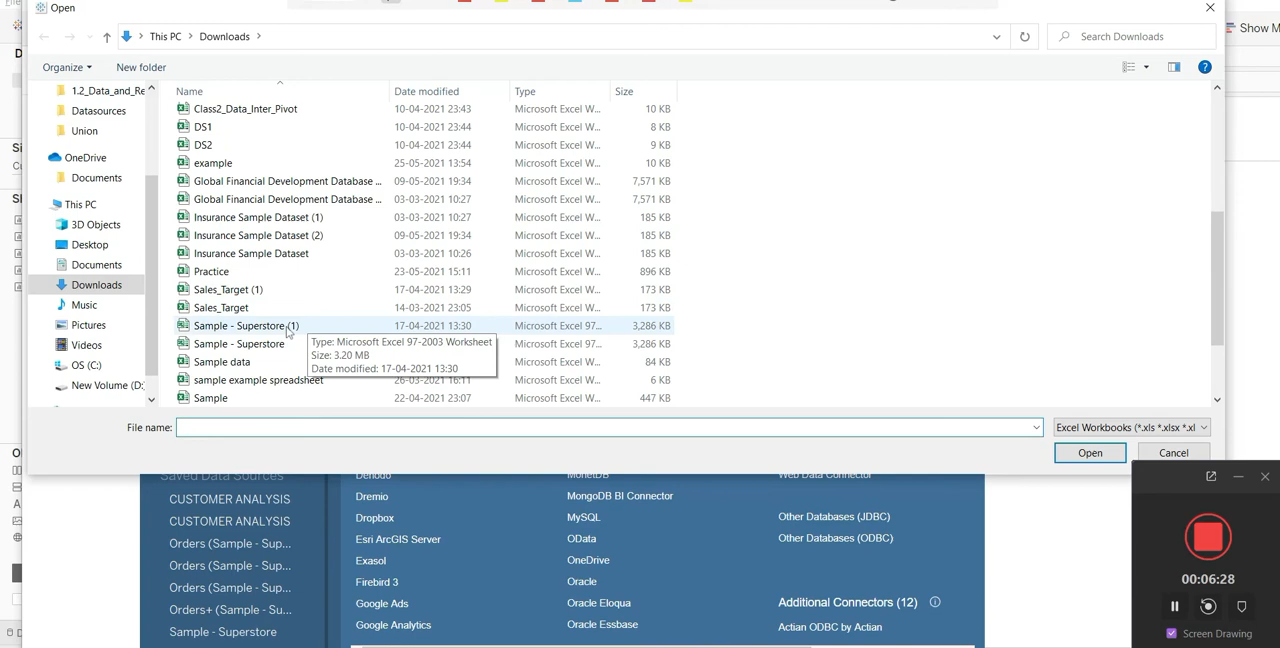 Open
This PC > Downloads >
Search Downloads
Show M
Organize
New folder
Name
Date modified
Type
Size
1.2_Data_and_Re
Datasources
Union
OneDrive
Documents
This PC
3D Objects
Desktop
Documents
Downloads
Music
Pictures
Videos
OS (C:)
New Volume (D:
Class2_Data_Inter_Pivot 10-04-2021 23:43 Microsoft Excel W... 10 KB
DS1 10-04-2021 23:44 Microsoft Excel W... 8 KB
DS2 10-04-2021 23:44 Microsoft Excel W... 9 KB
example 25-05-2021 13:54 Microsoft Excel W... 10 KB
Global Financial Development Database ... 09-05-2021 19:34 Microsoft Excel W... 7,571 KB
Global Financial Development Database ... 03-03-2021 10:27 Microsoft Excel W... 7,571 KB
Insurance Sample Dataset (1) 03-03-2021 10:27 Microsoft Excel W... 185 KB
Insurance Sample Dataset (2) 09-05-2021 19:34 Microsoft Excel W... 185 KB
Insurance Sample Dataset 03-03-2021 10:26 Microsoft Excel W... 185 KB
Practice 23-05-2021 15:11 Microsoft Excel W... 896 KB
Sales_Target (1) 17-04-2021 13:29 Microsoft Excel W... 173 KB
Sales_Target 14-03-2021 23:05 Microsoft Excel W... 173 KB
Sample - Superstore (1) 17-04-2021 13:30 Microsoft Excel 97... 3,286 KB
Sample - Superstore Microsoft Excel 97... 3,286 KB
Sample data Microsoft Excel W... 84 KB
sample example spreadsheet 26-03-2021 16:11 Microsoft Excel W... 6 KB
Sample 22-04-2021 23:07 Microsoft Excel W... 447 KB
Type: Microsoft Excel 97-2003 Worksheet
Size: 3.20 MB
Date modified: 17-04-2021 13:30
File name:
Excel Workbooks (*.xls *.xlsx *.xl
Open
Cancel
Saved Data Sources
CUSTOMER ANALYSIS
CUSTOMER ANALYSIS
Orders (Sample - Sup...
Orders (Sample - Sup...
Orders (Sample - Sup...
Orders+ (Sample - Su...
Sample - Superstore
Denodo
Dremio
Dropbox
Esri ArcGIS Server
Exasol
Firebird 3
Google Ads
Google Analytics
MonetDB
MongoDB BI Connector
MySQL
OData
OneDrive
Oracle
Oracle Eloqua
Oracle Essbase
Web Data Connector
Other Databases (JDBC)
Other Databases (ODBC)
Additional Connectors (12)
Actian ODBC by Actian
00:06:28
Screen Drawing